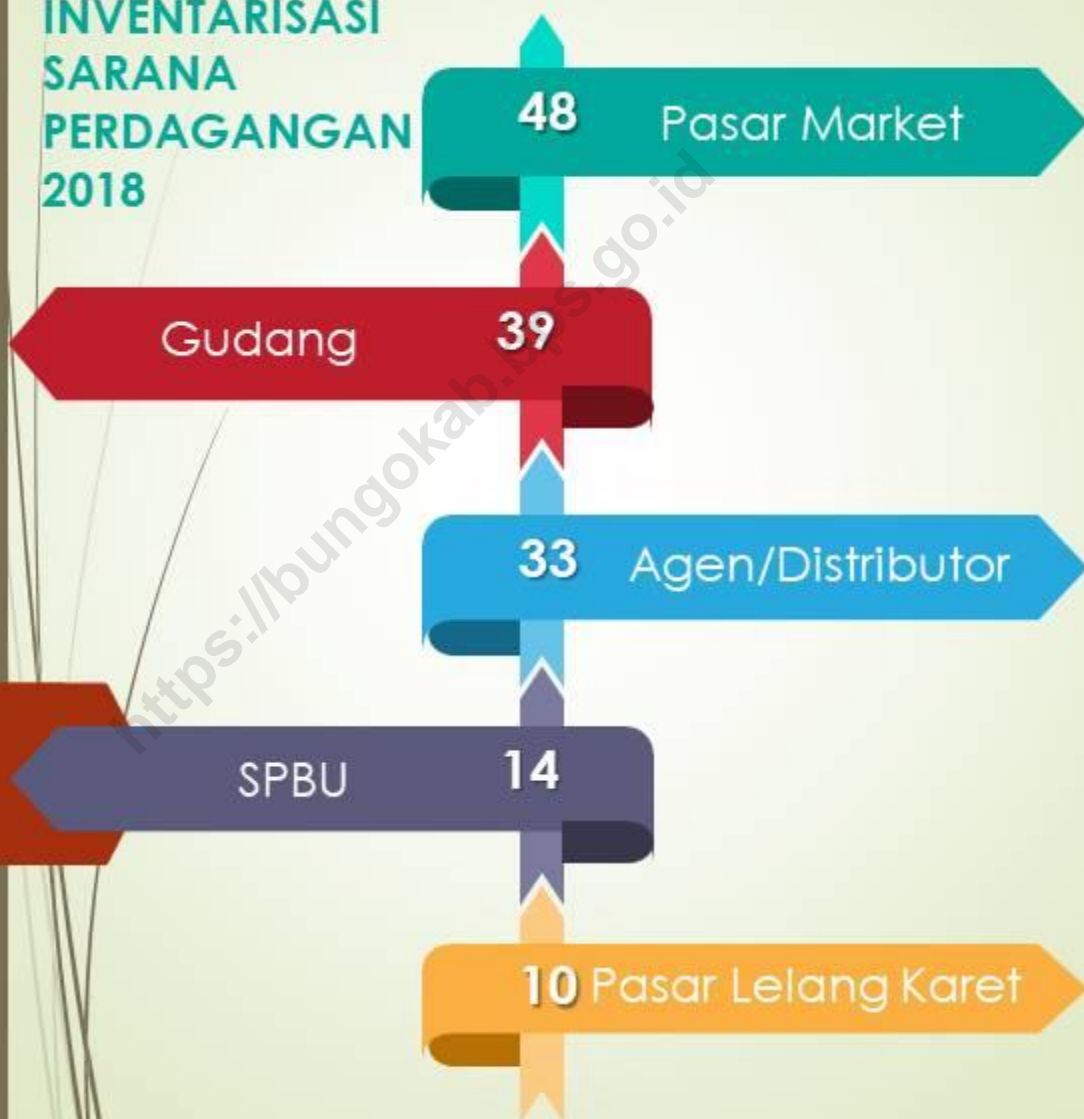 INVENTARISASI
SARANA
PERDAGANGAN
2018
48 Pasar Market
Gudang 39
33 Agen/Distributor
SPBU 14
10 Pasar Lelang Karet
https://bungokab.bps.go.id